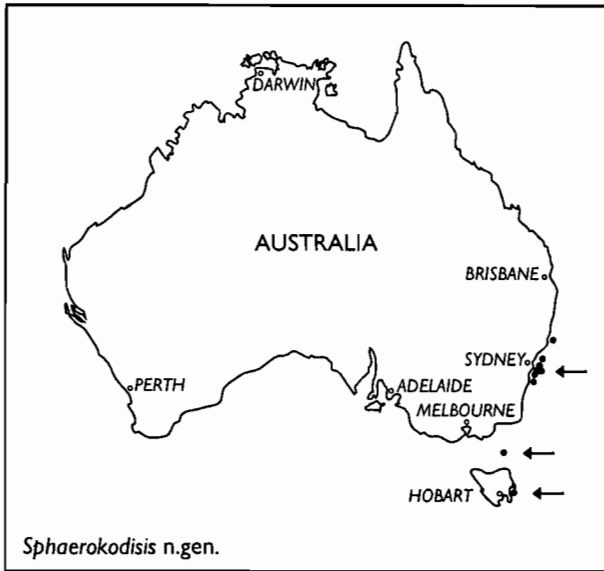 DARWIN
AUSTRALIA
BRISBANE
SYDNEY
PERTH
ADELAIDE
MELBOURNE
HOBART
Sphaerokodisis n.gen.